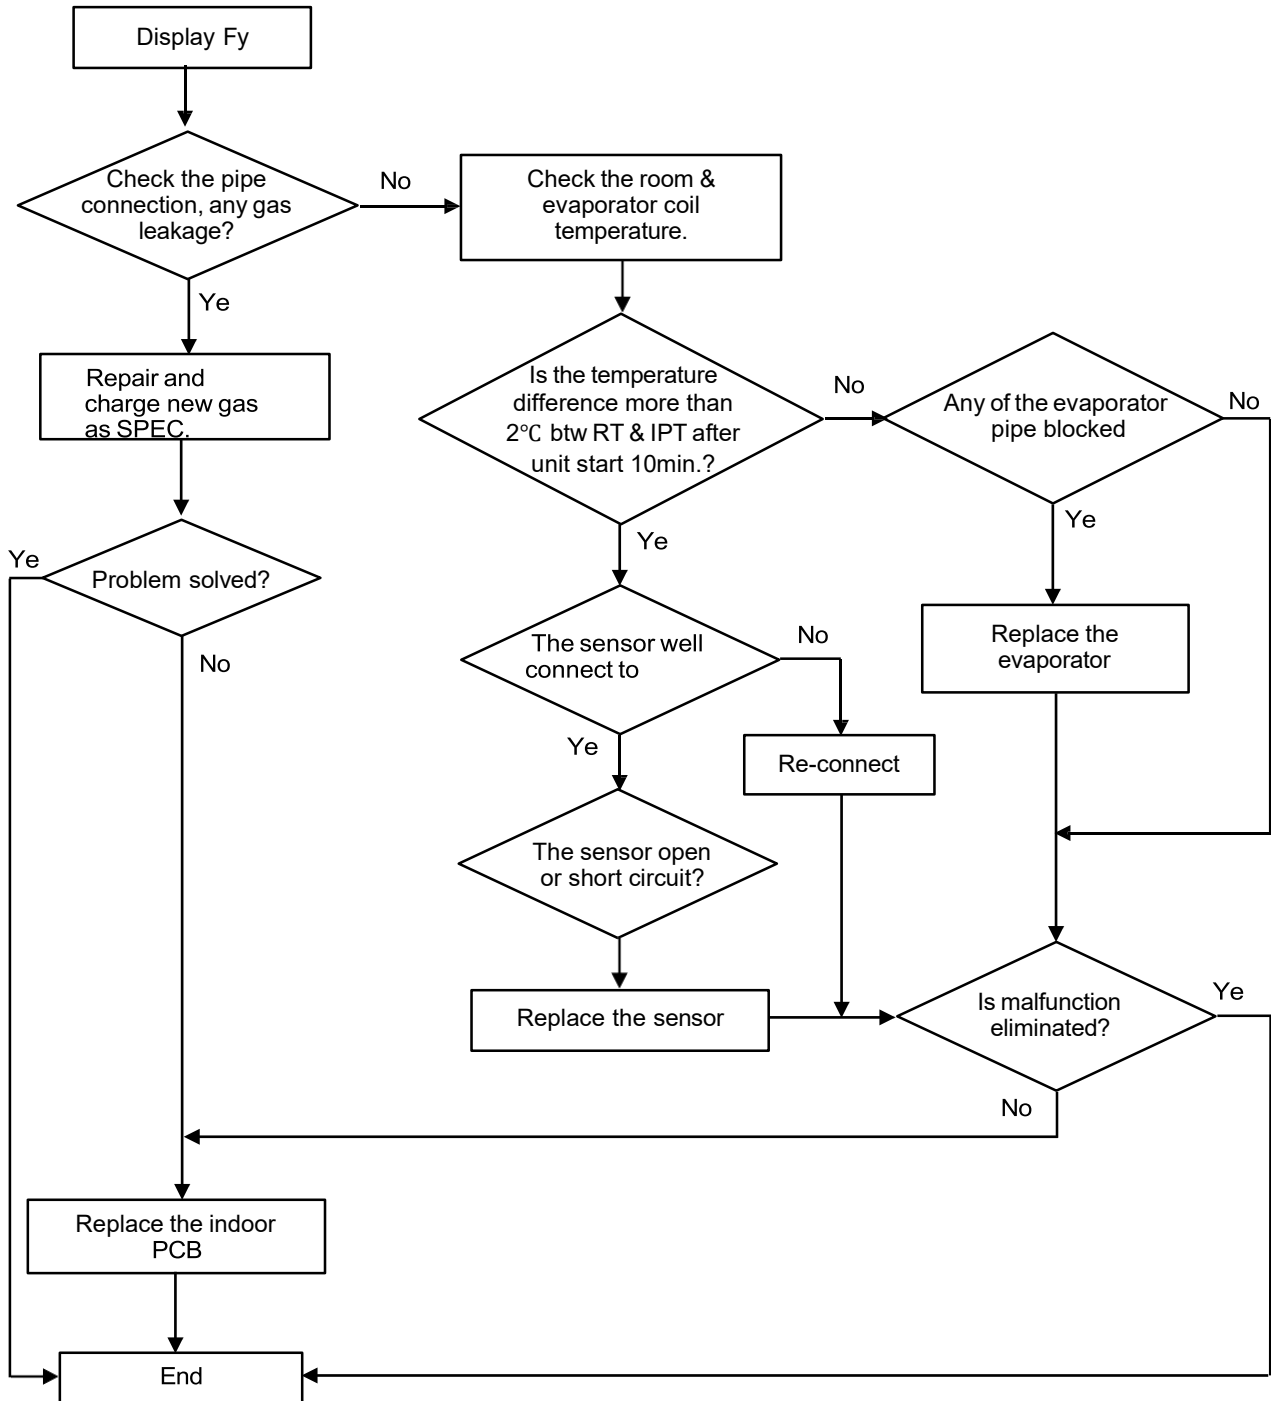 Display Fy
Check the pipe
connection, any gas
leakage?
No
Check the room &
evaporator coil
temperature.
Ye
Repair and
charge new gas
as SPEC.
Is the temperature
difference more than
2℃ btw RT & IPT after
unit start 10min.?
No
Any of the evaporator
pipe blocked
No
Ye
Ye
Ye
Problem solved?
No
The sensor well
connect to
No
Replace the
evaporator
Ye
Re-connect
The sensor open
or short circuit?
Replace the sensor
Is malfunction
eliminated?
Ye
No
Replace the indoor
PCB
End